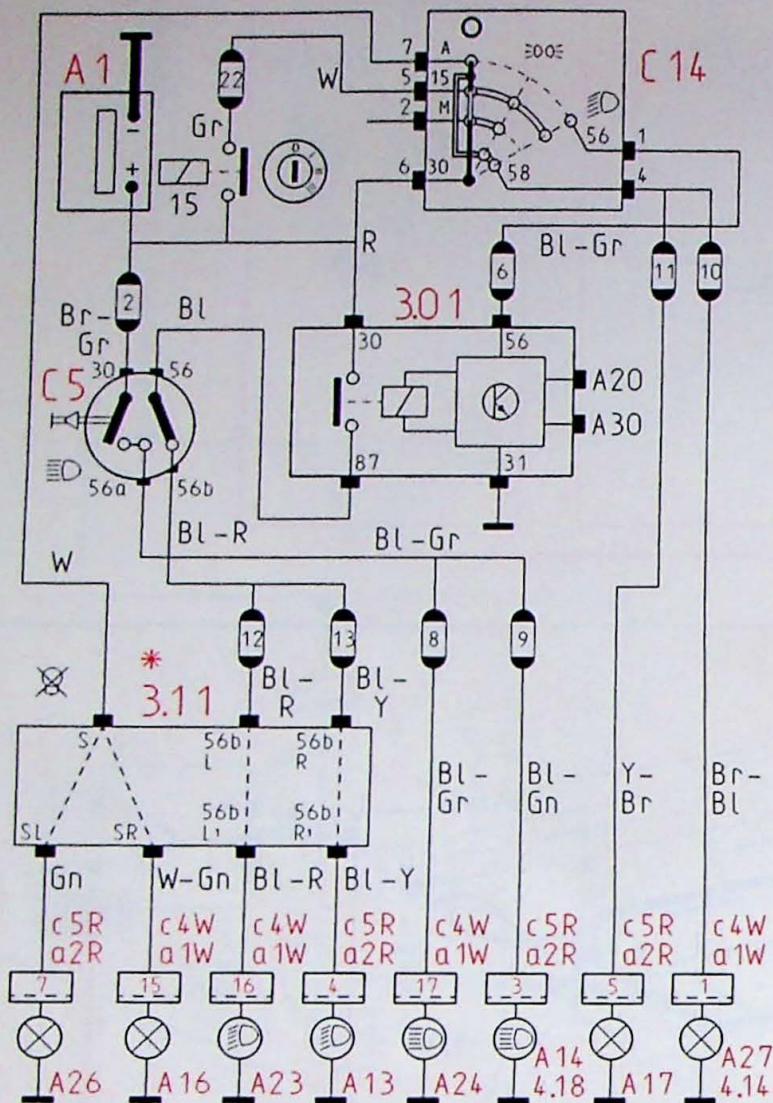 7 A
A1 22 W 5 15 C14
2 M
Gr 56 1
-
+ 15 0 6 30 58 4
R Bl-Gr
2 6 11 10
Br- Bl 3.01
Gr
30 56 30 56
C5 A20
A30
87 31
56a 56b
Bl-R Bl-Gr
W
* 12 13 8 9
3.11 Bl- Bl-
R Y
S 56b 56b
L R Bl- Bl- Y- Br-
Gr Gn Br Bl
56b 56b
SL SR L' R'
Gn W-Gn Bl-R Bl-Y
c5R c4W c4W c5R c4W c5R c5R c4W
a2R a1W a1W a2R a1W a2R a2R a1W
7 15 16 4 17 3 5 1
A14 A27
A26 A16 A23 A13 A24 4.18 A17 4.14